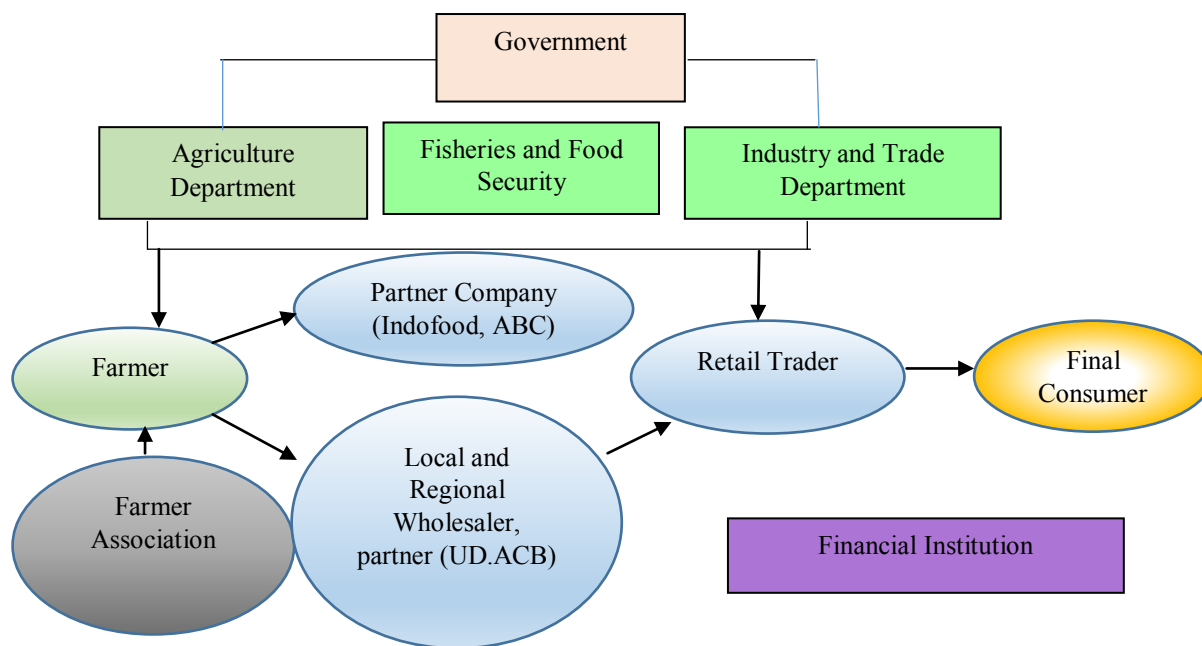 Government
Agriculture
Department
Fisheries and Food
Security
Industry and Trade
Department
Partner Company
(Indofood, ABC)
Farmer
Retail Trader
Final
Consumer
Local and
Regional
Wholesaler,
partner (UD.ACB)
Farmer
Association
Financial Institution